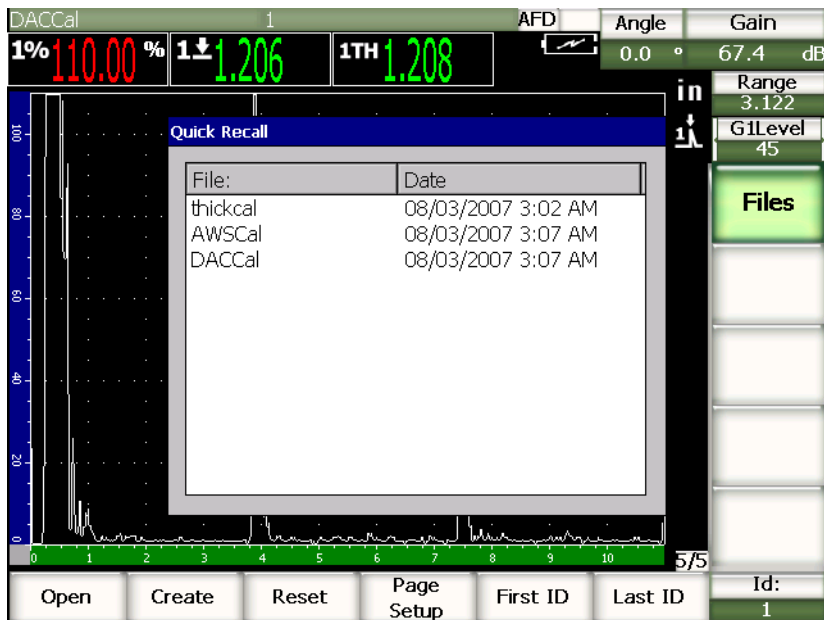 DACCal 1 AFD Angle Gain
1% 110.00 % 1 1.206 1TH 1.208 0.0 ° 67.4 dB
in Range
3.122
G1Level
1 45
Quick Recall
File: Date
Files
thickcal 08/03/2007 3:02 AM
AWSCal 08/03/2007 3:07 AM
DACCal 08/03/2007 3:07 AM
100
80
60
40
20
0
0 1 2 3 4 5 6 7 8 9 10 5/5
Open Create Reset Page Setup First ID Last ID Id:
1